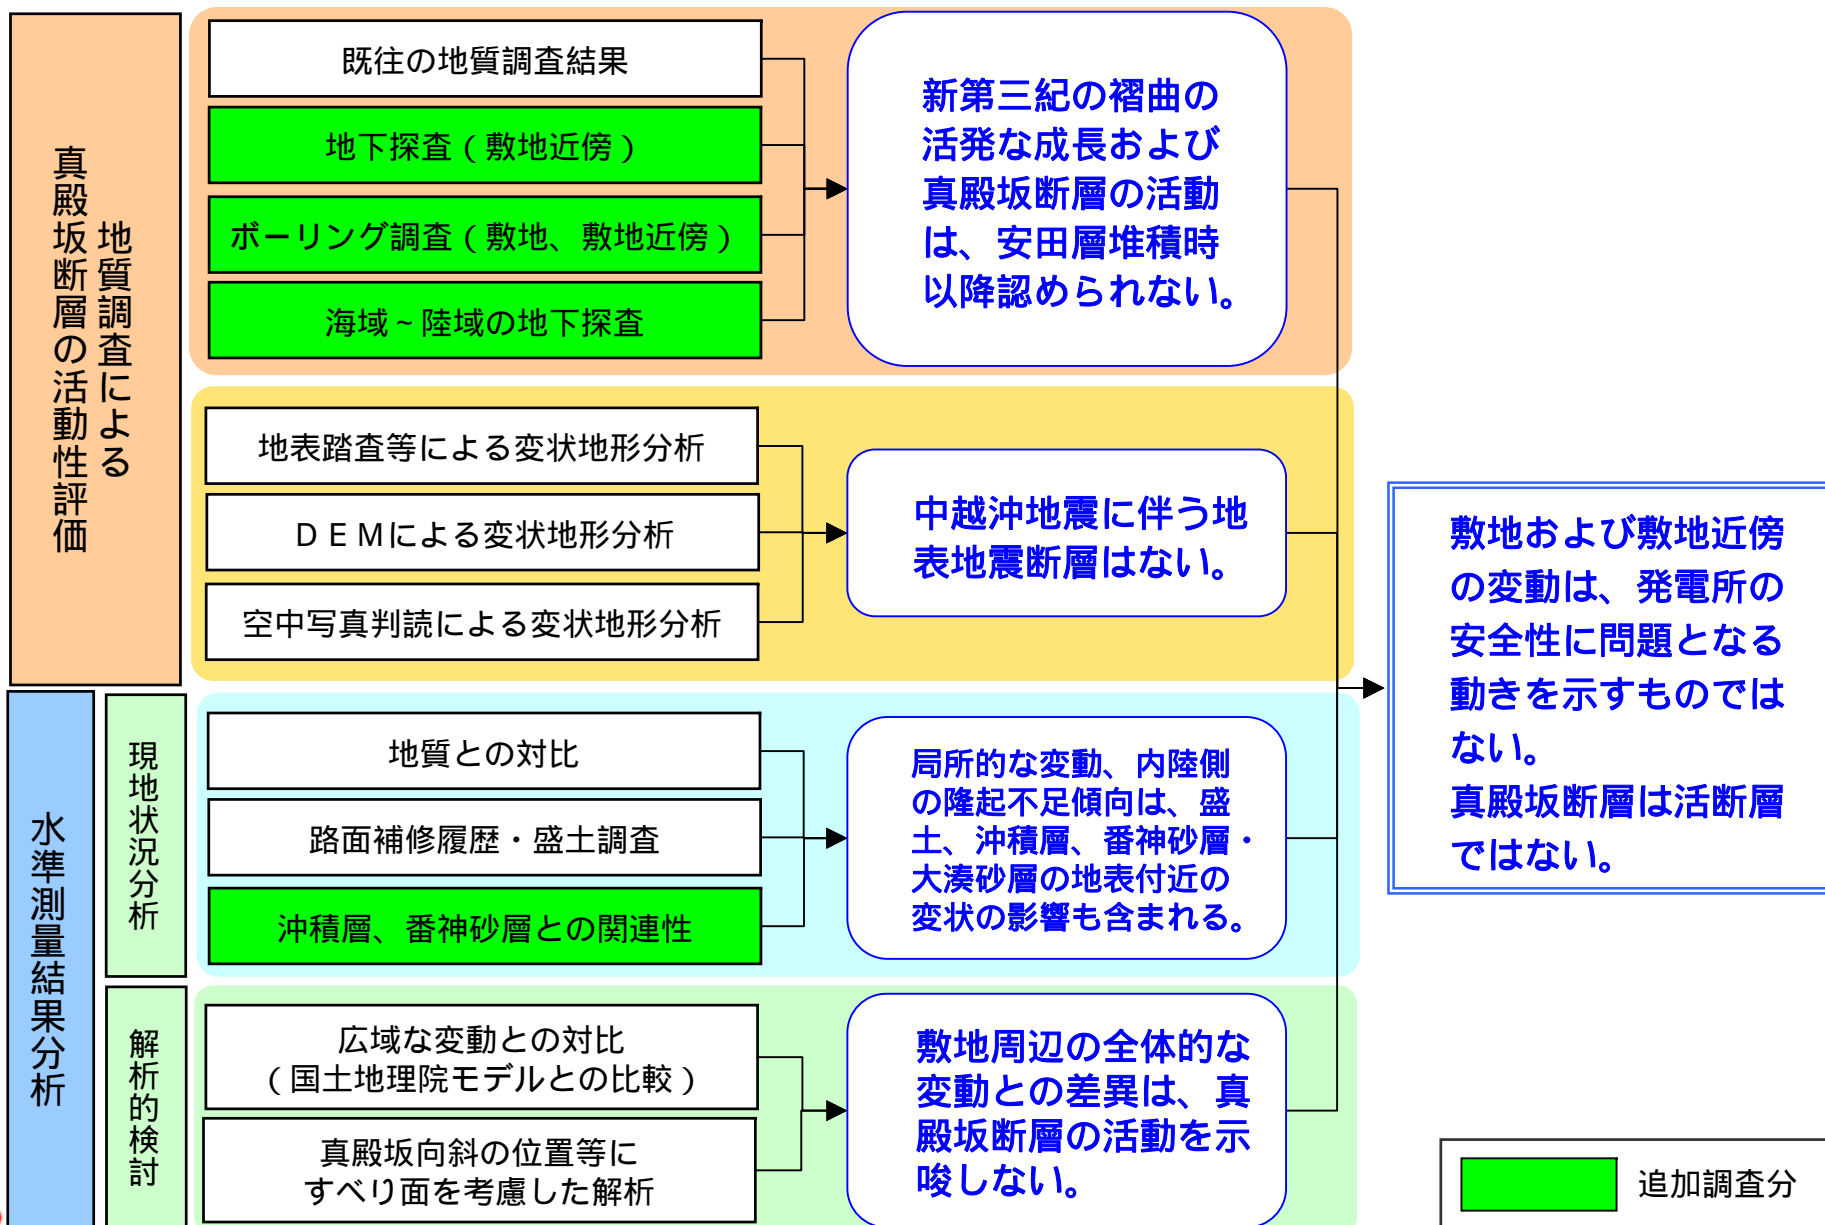 地質調査による
真殿坂断層の活動性評価
既往の地質調査結果
地下探査（敷地近傍）
ボーリング調査（敷地、敷地近傍）
海域~陸域の地下探査
新第三紀の褶曲の
活発な成長および
真殿坂断層の活動
は、安田層堆積時
以降認められない。
地表踏査等による変状地形分析
ＤＥＭによる変状地形分析
空中写真判読による変状地形分析
中越沖地震に伴う地
表地震断層はない。
水準測量結果分析
現地状況分析
地質との対比
路面補修履歴・盛土調査
沖積層、番神砂層との関連性
局所的な変動、内陸側
の隆起不足傾向は、盛
土、沖積層、番神砂層・
大湊砂層の地表付近の
変状の影響も含まれる。
解析的検討
広域な変動との対比
（国土地理院モデルとの比較）
真殿坂向斜の位置等に
すべり面を考慮した解析
敷地周辺の全体的な
変動との差異は、真
殿坂断層の活動を示
唆しない。
敷地および敷地近傍
の変動は、発電所の
安全性に問題となる
動きを示すものでは
ない。
真殿坂断層は活断層
ではない。
追加調査分